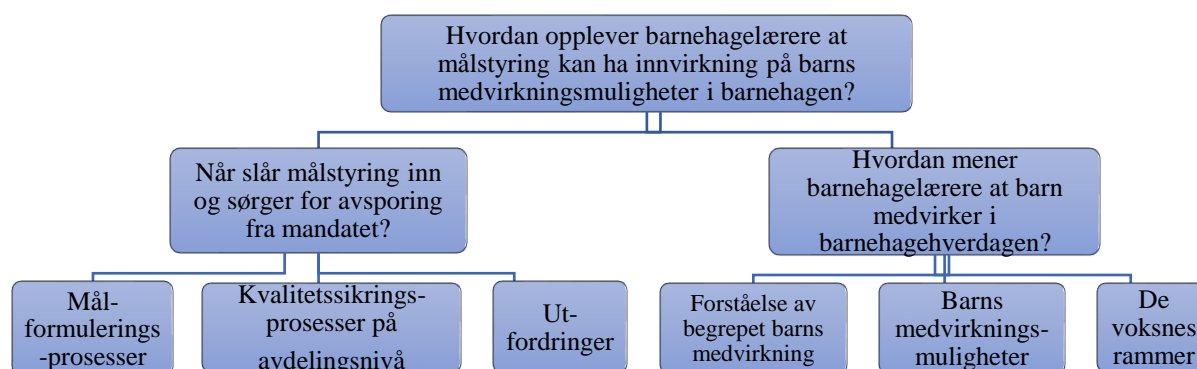 Hvordan opplever barnehagelærere at
målstyring kan ha innvirkning på barns
medvirkningsmuligheter i barnehagen?
Når slår målstyring inn
og sørger for avsporing
fra mandatet?
Hvordan mener
barnehagelærere at barn
medvirker i
barnehagehverdagen?
Mål-
formulerings
-prosesser
Kvalitetssikrings-
prosesser på
avdelingsnivå
Ut-
fordringer
Forståelse av
begrepet barns
medvirkning
Barns
medvirknings-
muligheter
De
voksnes
rammer